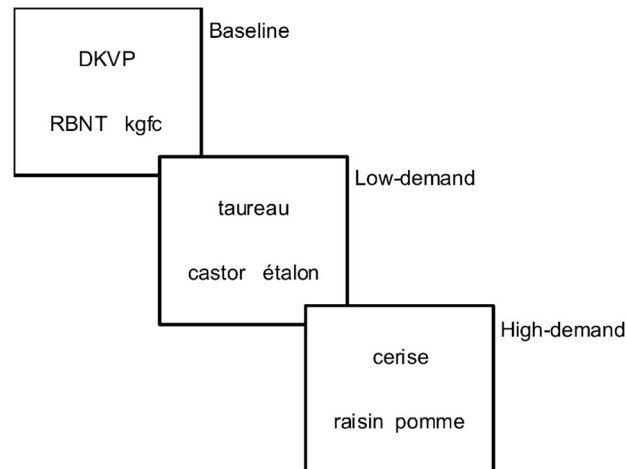 Baseline
DKVP
RBNT kgfc
Low-demand
taureau
castor étalon
High-demand
cerise
raisin pomme